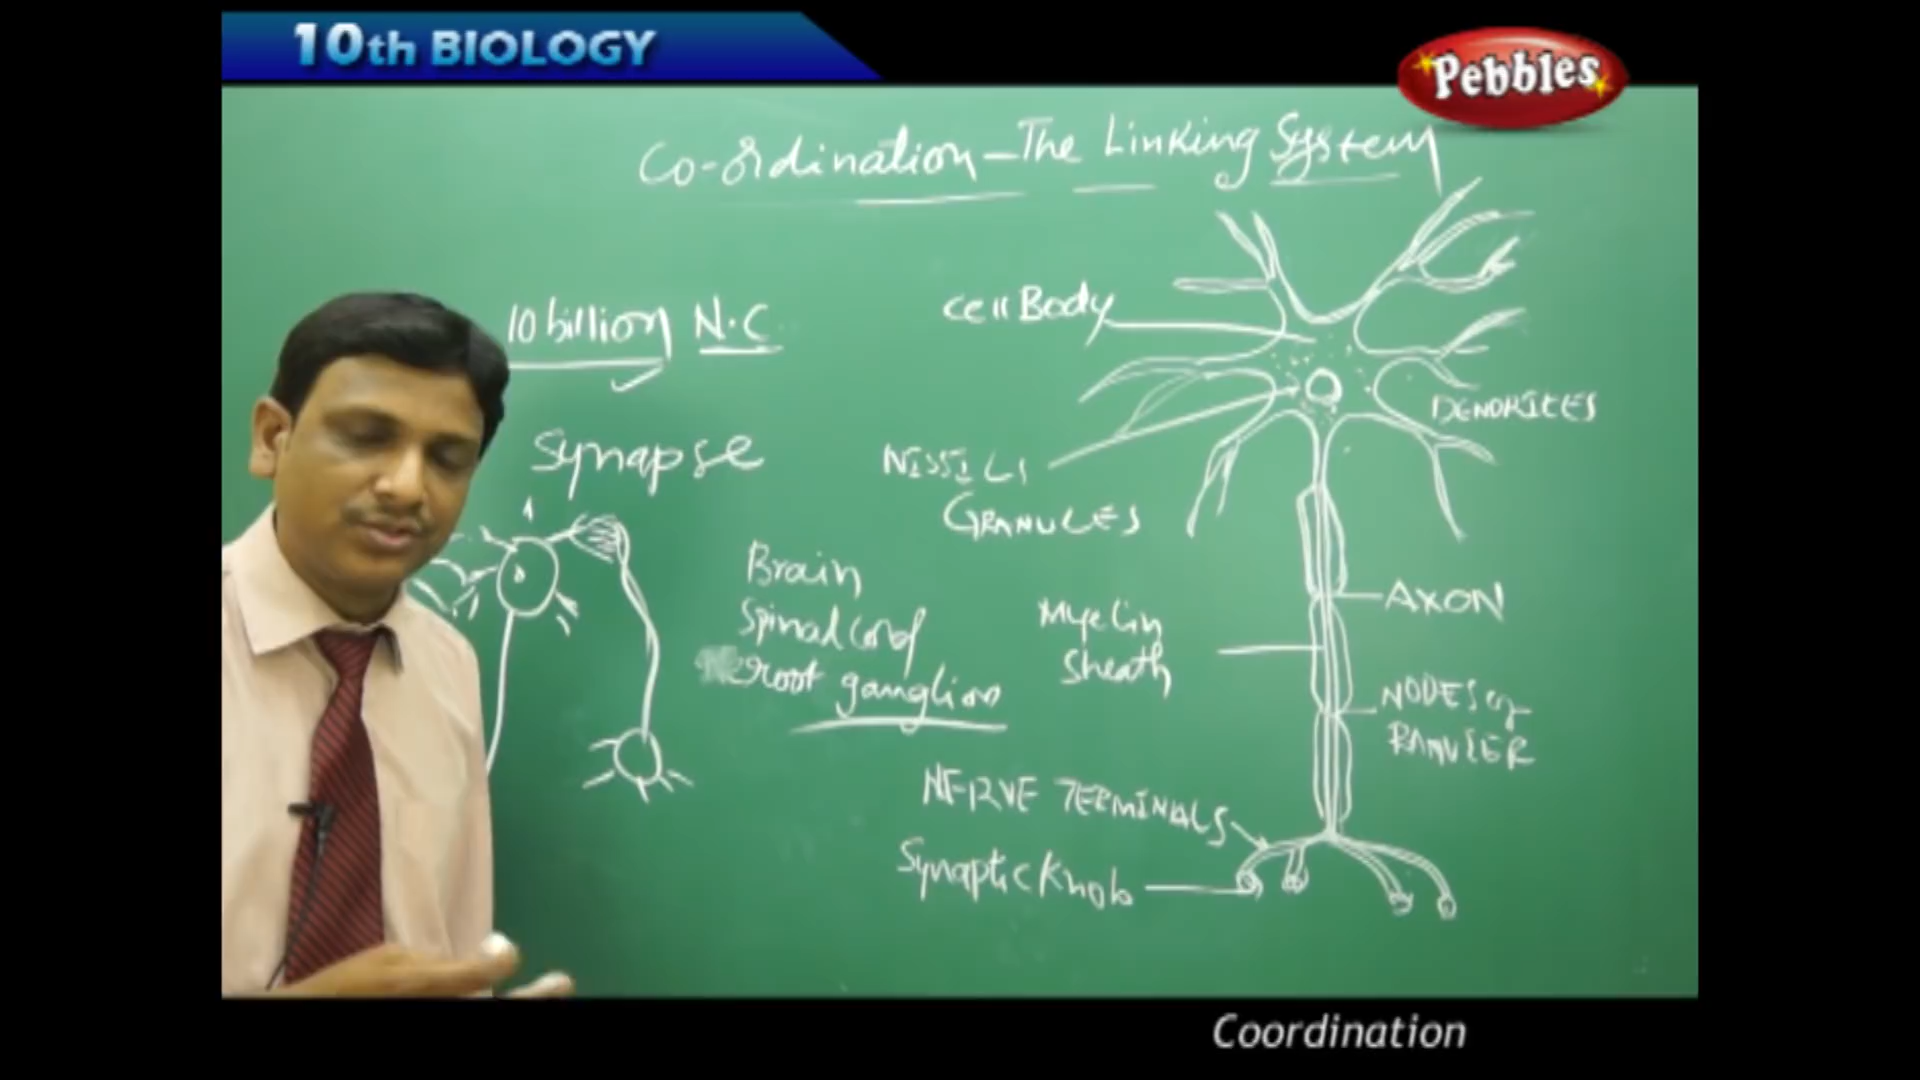 10th BIOLOGY
Pebbles
Co-ordination - The Linking System
10 billion N.C
Synapse
Cell Body
DENDRITES
NISSILS
GRANULES
Brain
Spinal Cord
root ganglion
Myelin
Sheath
AXON
NODES of
RANVIER
NERVE TERMINALS
Synaptic Knob
Coordination